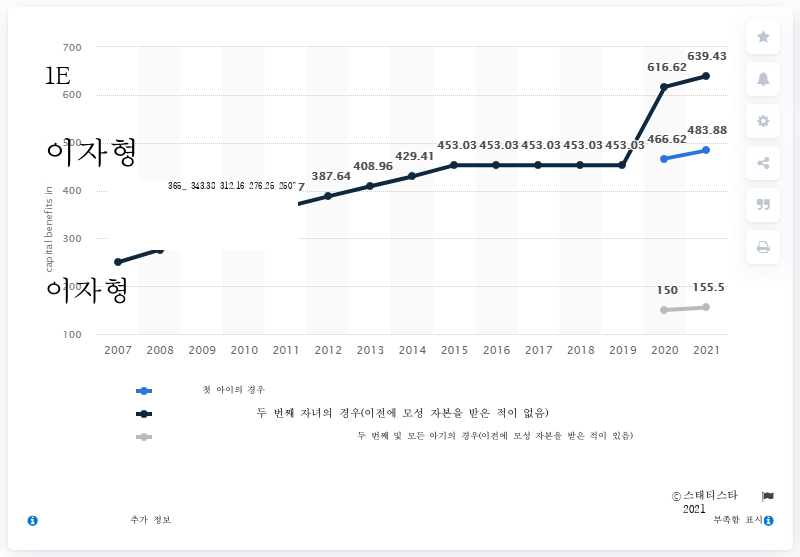 700
1E
600
500
이자형
400
capital benefits in
300
이자형
200
100
639.43
616.62
483.88
466.62
453.03 453.03 453.03 453.03 453.03
429.41
408.96
387.64
7
365_ 343.30 312.16 276.25 250"
150
155.5
2007 2008 2009 2010 2011 2012 2013 2014 2015 2016 2017 2018 2019 2020 2021
첫 아이의 경우
두 번째 자녀의 경우(이전에 모성 자본을 받은 적이 없음)
두 번째 및 모든 아기의 경우(이전에 모성 자본을 받은 적이 있음)
© 스태티스타
2021
추가 정보
부족함 표시